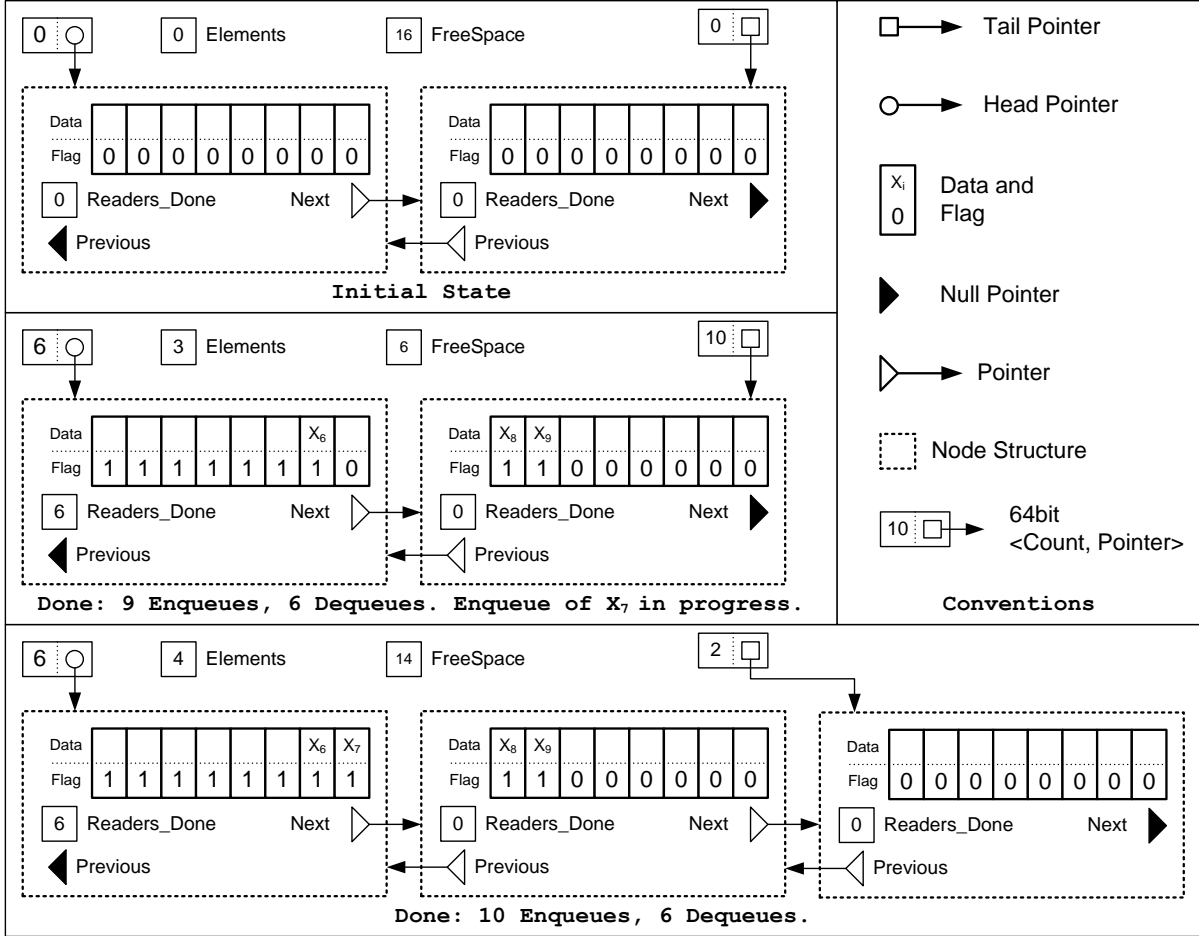 0 0 Elements 16 FreeSpace 0
Data Data
Flag 0 0 0 0 0 0 0 0 Flag 0 0 0 0 0 0 0 0
0 Readers_Done Next 0 Readers_Done Next
Previous Previous
Initial State
6 3 Elements 6 FreeSpace 10
Data X₆ Data X₈ X₉
Flag 1 1 1 1 1 1 1 0 Flag 1 1 0 0 0 0 0 0
6 Readers_Done Next 0 Readers_Done Next
Previous Previous
Done: 9 Enqueues, 6 Dequeues. Enqueue of X₇ in progress.
Tail Pointer
Head Pointer
Xᵢ Data and
0 Flag
Null Pointer
Pointer
Node Structure
10 64bit
<Count, Pointer>
Conventions
6 4 Elements 14 FreeSpace 2
Data X₆ X₇ Data X₈ X₉ Data
Flag 1 1 1 1 1 1 1 1 Flag 1 1 0 0 0 0 0 0 Flag 0 0 0 0 0 0 0 0
6 Readers_Done Next 0 Readers_Done Next 0 Readers_Done Next
Previous Previous Previous
Done: 10 Enqueues, 6 Dequeues.